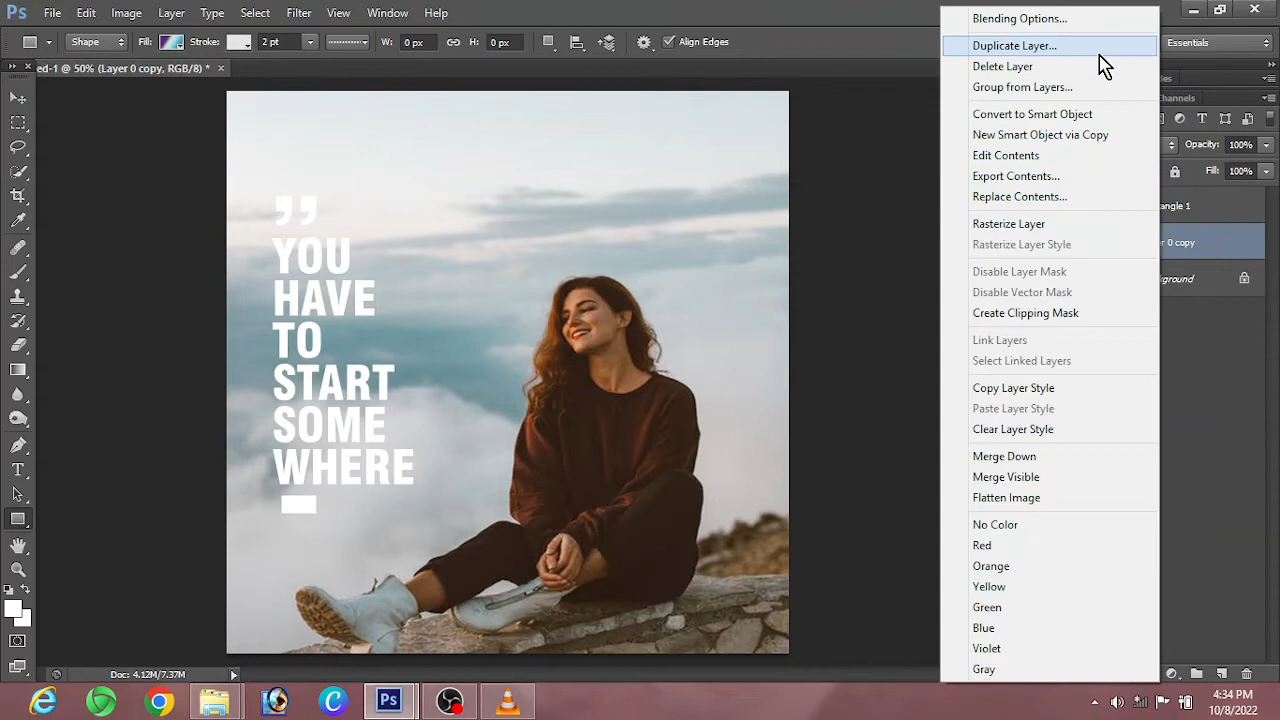 Ps File Edit Image Layer Type Select Filter View Window Help
Shape Fill: Stroke: 2 pt W: 0 px H: 0 px Align Edges Essentials
ed-1 @ 50% (Layer 0 copy, RGB/8) * ×
hannels
Opacity: 100%
Fill: 100%
angle 1
r 0 copy
kground
Blending Options...
Duplicate Layer...
Delete Layer
Group from Layers...
Convert to Smart Object
New Smart Object via Copy
Edit Contents
Export Contents...
Replace Contents...
Rasterize Layer
Rasterize Layer Style
Disable Layer Mask
Disable Vector Mask
Create Clipping Mask
Link Layers
Select Linked Layers
Copy Layer Style
Paste Layer Style
Clear Layer Style
Merge Down
Merge Visible
Flatten Image
No Color
Red
Orange
Yellow
Green
Blue
Violet
Gray
”
YOU
HAVE
TO
START
SOME
WHERE
50% Doc: 4.12M/7.37M
Ps
4:34 PM
10/8/2022